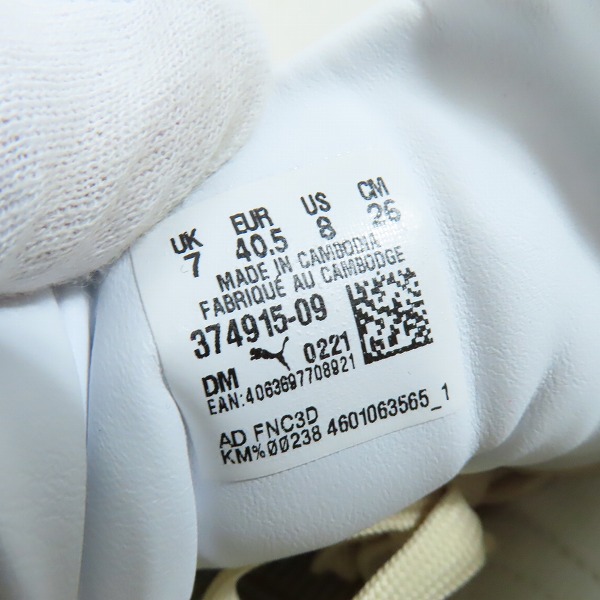 UK EUR US CM
7 40.5 8 26
MADE IN CAMBODIA
FABRIQUÉ AU CAMBODGE
374915-09
DM 0221
EAN:4063697708921
AD FNC3D
KM%00238 4601063565_1